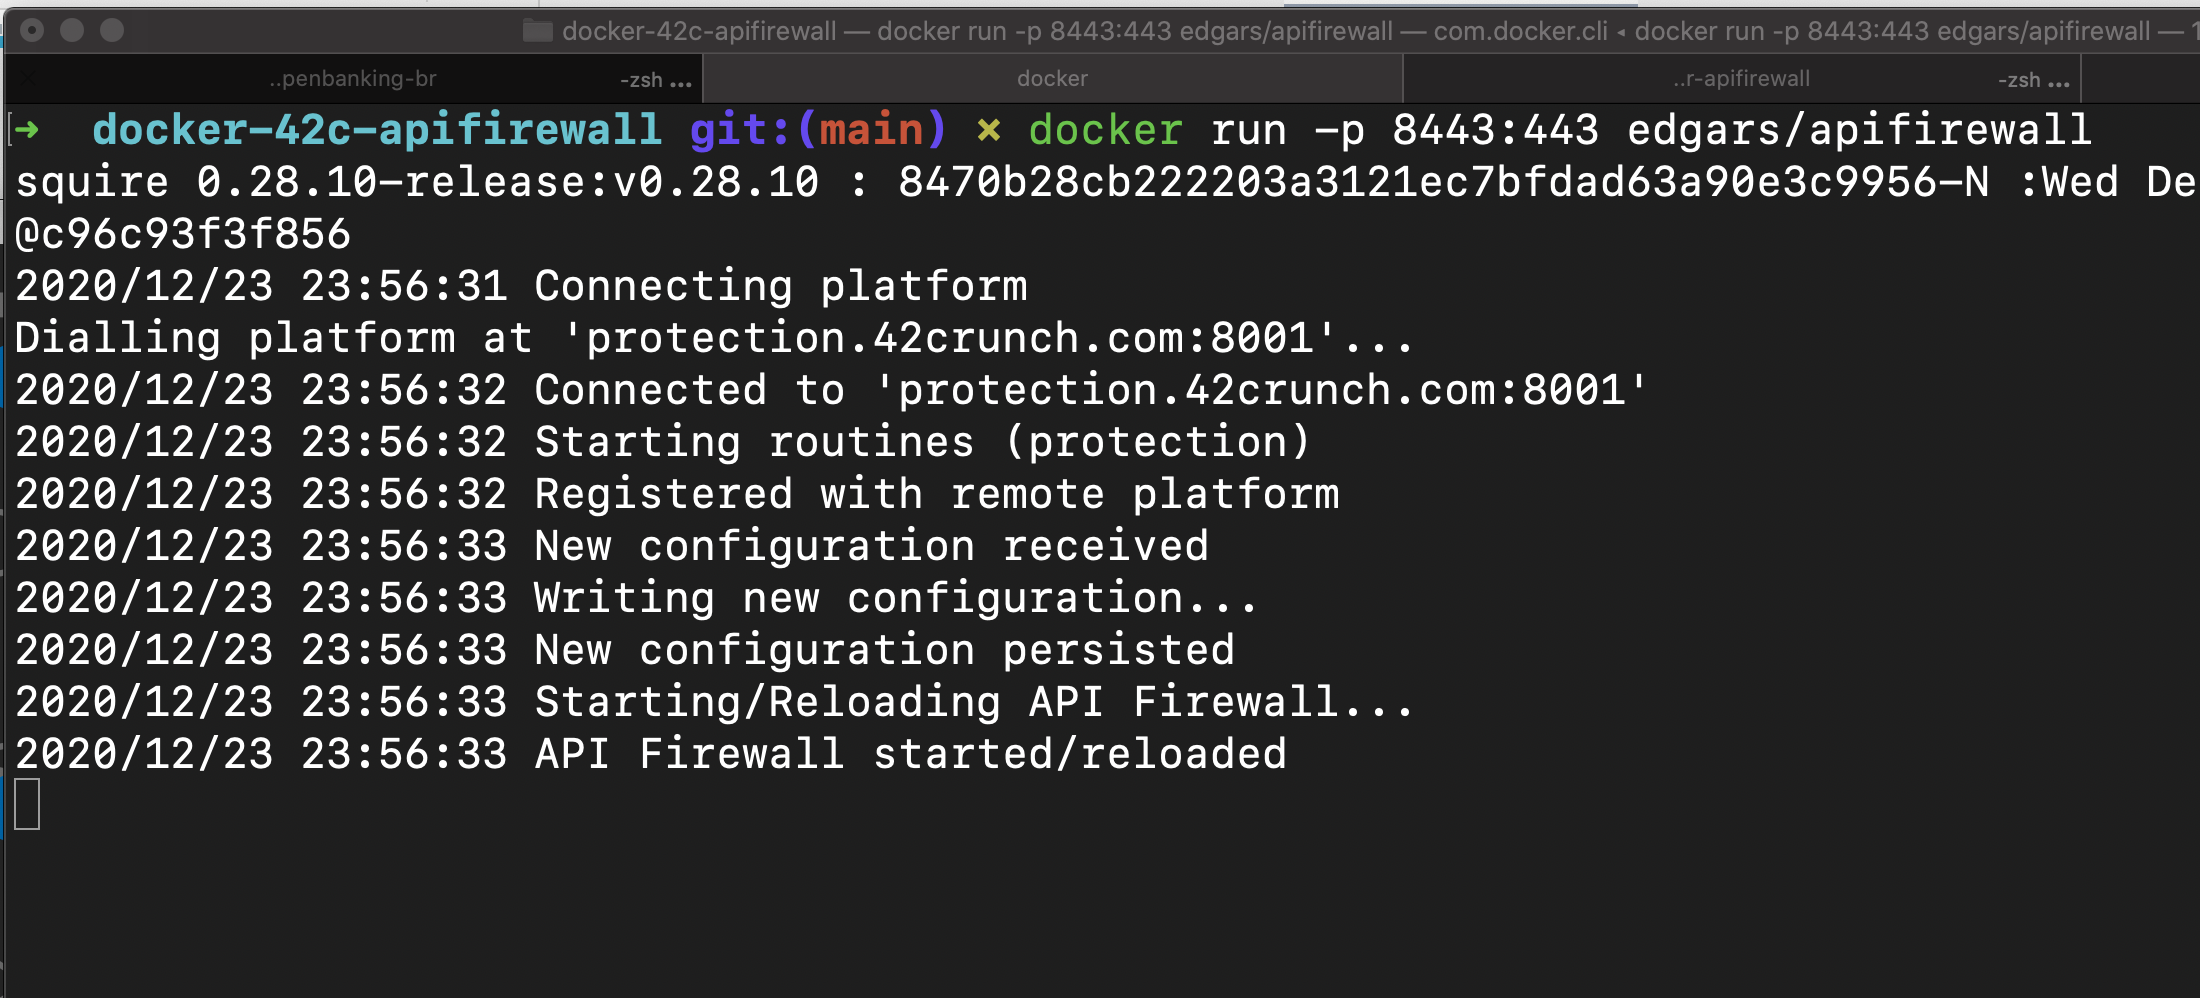 docker-42c-apifirewall — docker run -p 8443:443 edgars/apifirewall — com.docker.cli ◂ docker run -p 8443:443 edgars/apifirewall — 1
..penbanking-br -zsh ... docker ..r-apifirewall -zsh ...
[➜ docker-42c-apifirewall git:(main) ✗ docker run -p 8443:443 edgars/apifirewall
squire 0.28.10-release:v0.28.10 : 8470b28cb222203a3121ec7bfdad63a90e3c9956-N :Wed De
@c96c93f3f856
2020/12/23 23:56:31 Connecting platform
Dialling platform at 'protection.42crunch.com:8001'...
2020/12/23 23:56:32 Connected to 'protection.42crunch.com:8001'
2020/12/23 23:56:32 Starting routines (protection)
2020/12/23 23:56:32 Registered with remote platform
2020/12/23 23:56:33 New configuration received
2020/12/23 23:56:33 Writing new configuration...
2020/12/23 23:56:33 New configuration persisted
2020/12/23 23:56:33 Starting/Reloading API Firewall...
2020/12/23 23:56:33 API Firewall started/reloaded